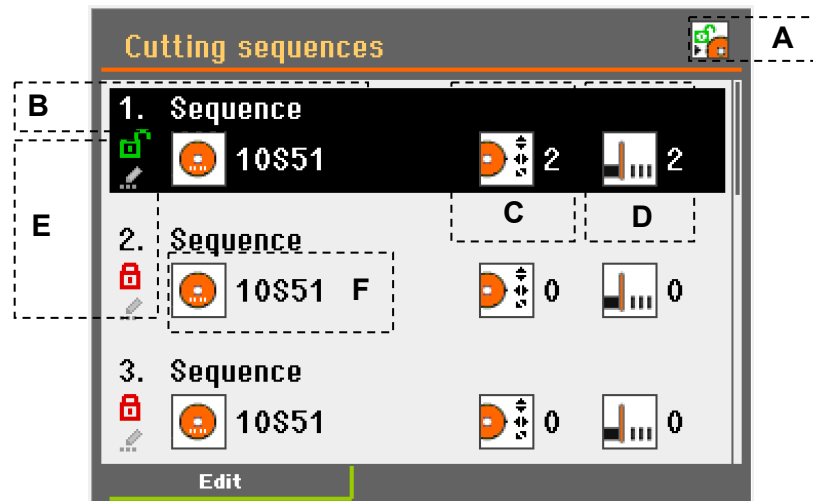 Cutting sequences A
B 1. Sequence
10S51 2 2
E C D
2. Sequence
10S51 F 0 0
3. Sequence
10S51 0 0
Edit